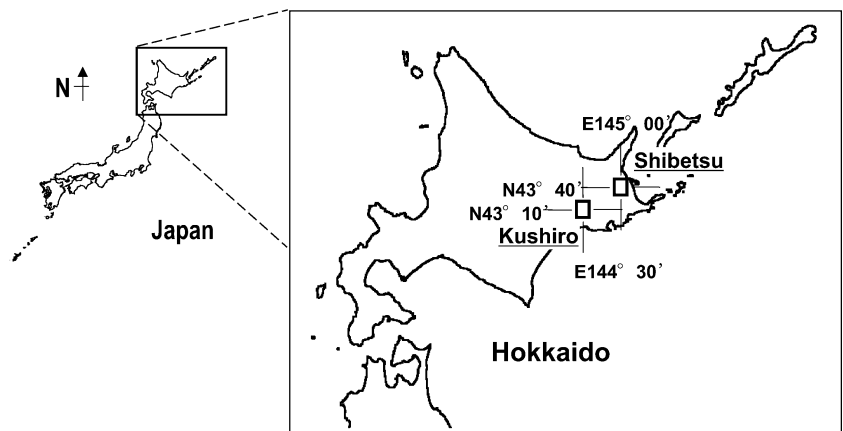 N
Japan
E145° 00'
Shibetsu
N43° 40'
N43° 10'
Kushiro
E144° 30'
Hokkaido